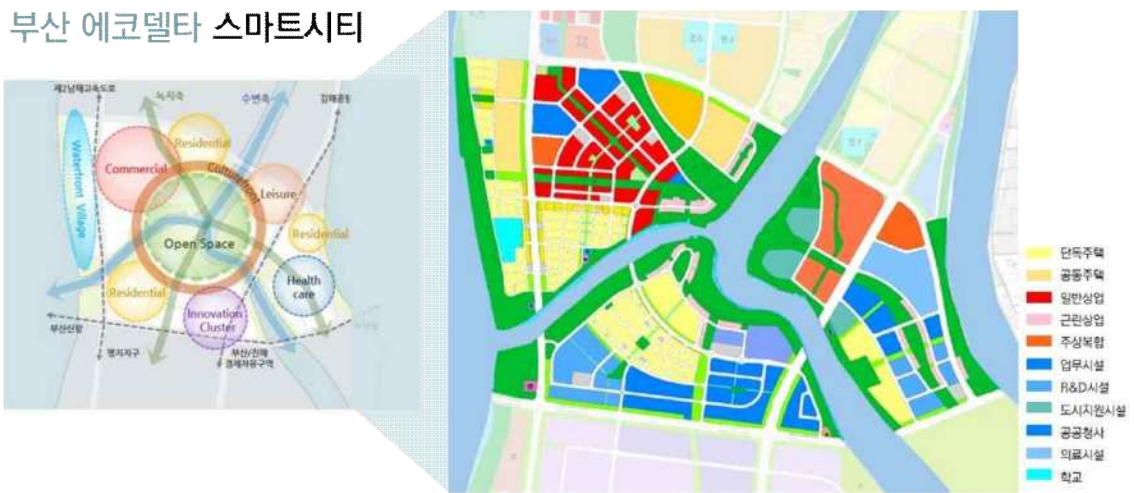 부산 에코델타 스마트시티
제2남해고속도로
녹지축
수변축
김해공항
Waterfront Village
Commercial
Residential
Culture
Leisure
Open Space
Residential
Residential
Health care
Innovation Cluster
부산신항
명지지구
부산/진해
경제자유구역
단독주택
공동주택
일반상업
근린상업
주상복합
업무시설
R&D시설
도시지원시설
공공청사
의료시설
학교